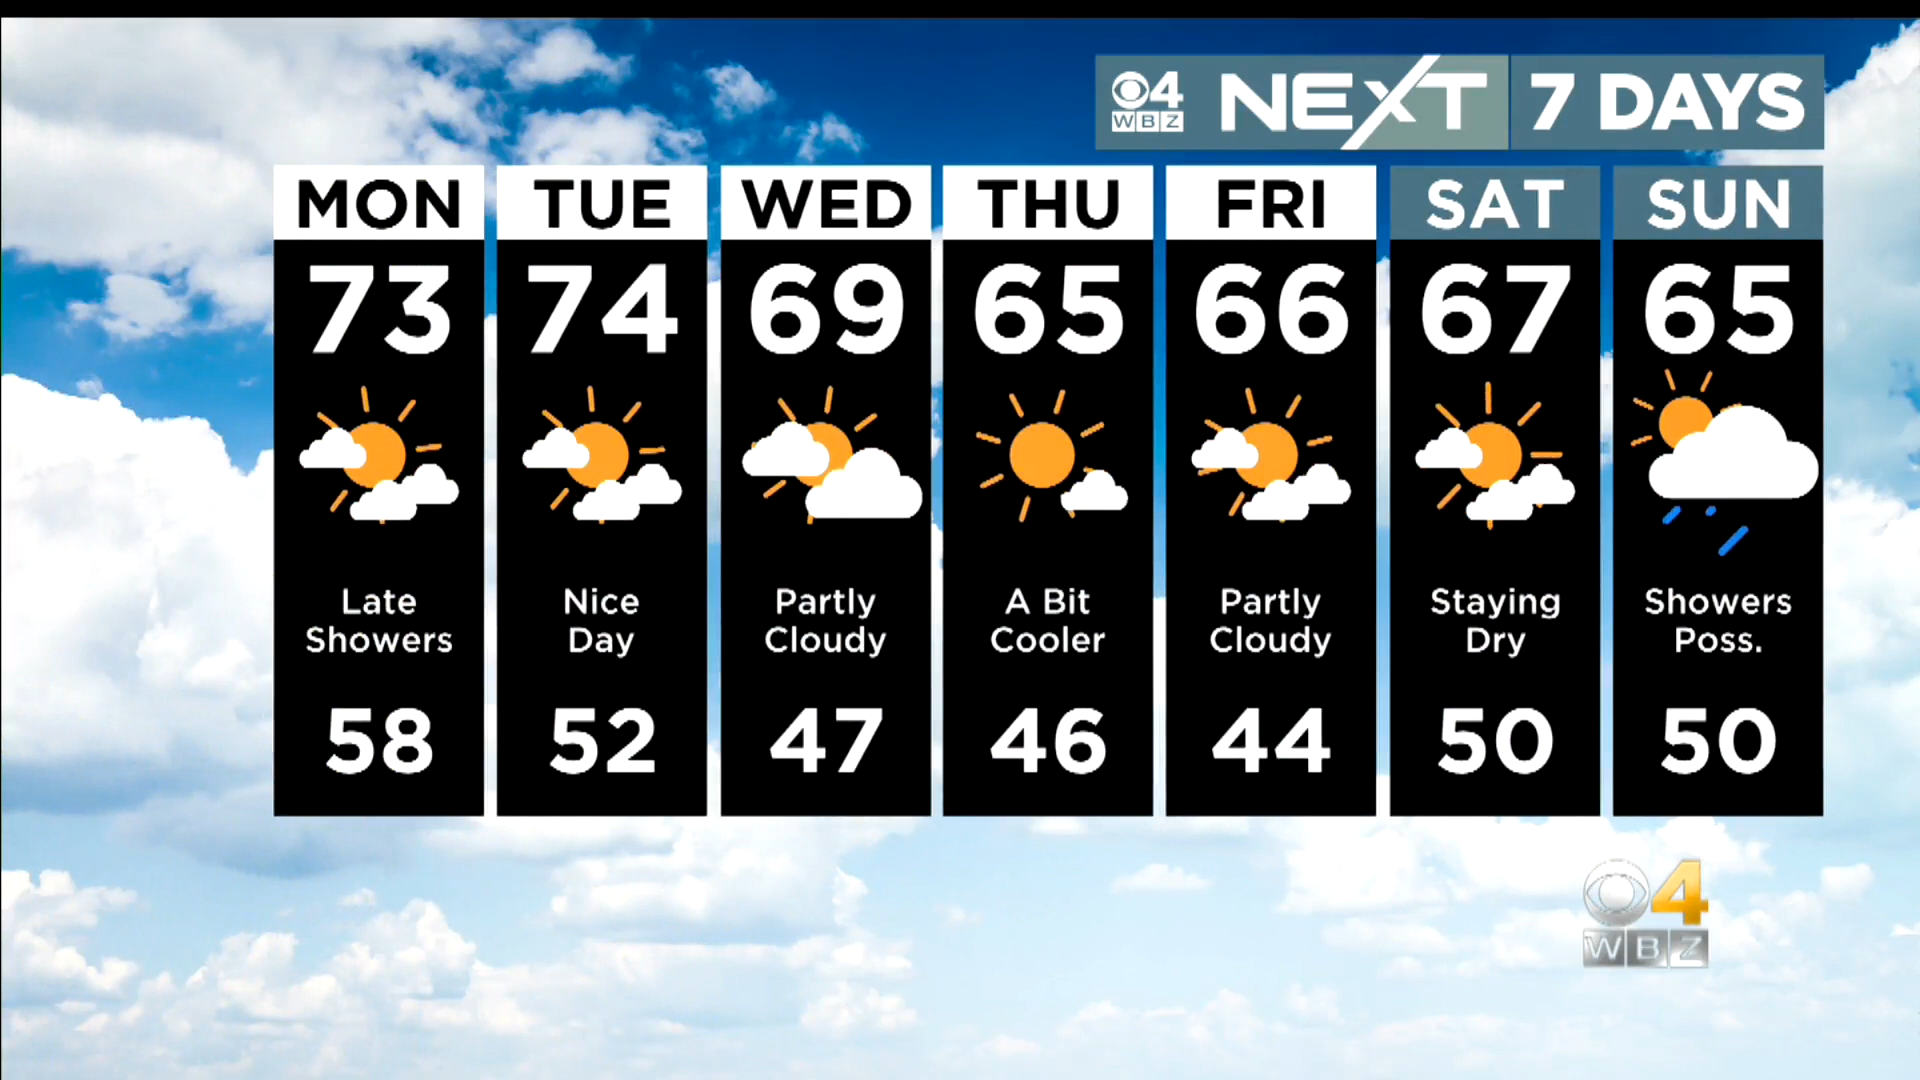 4 NEXT 7 DAYS
WBZ
MON TUE WED THU FRI SAT SUN
73 74 69 65 66 67 65
Late Nice Partly A Bit Partly Staying Showers
Showers Day Cloudy Cooler Cloudy Dry Poss.
58 52 47 46 44 50 50
4
WBZ